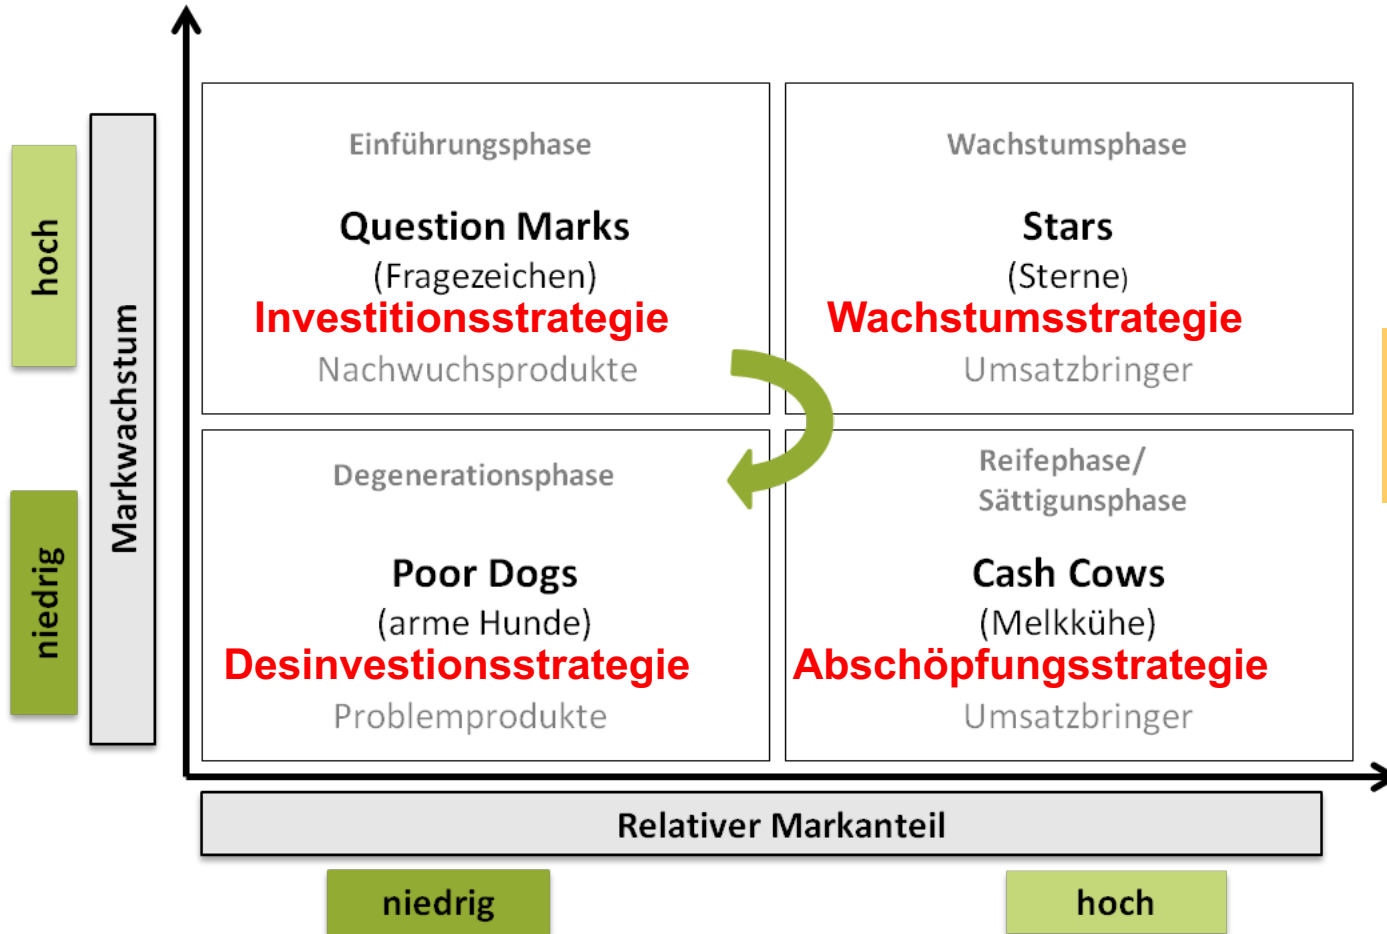 hoch
niedrig
Markwachstum
Einführungsphase
Question Marks
(Fragezeichen)
Investitionsstrategie
Nachwuchsprodukte
Wachstumsphase
Stars
(Sterne)
Wachstumsstrategie
Umsatzbringer
Degenerationsphase
Poor Dogs
(arme Hunde)
Desinvestionsstrategie
Problemprodukte
Reifephase/
Sättigunsphase
Cash Cows
(Melkkühe)
Abschöpfungsstrategie
Umsatzbringer
Relativer Markanteil
niedrig
hoch